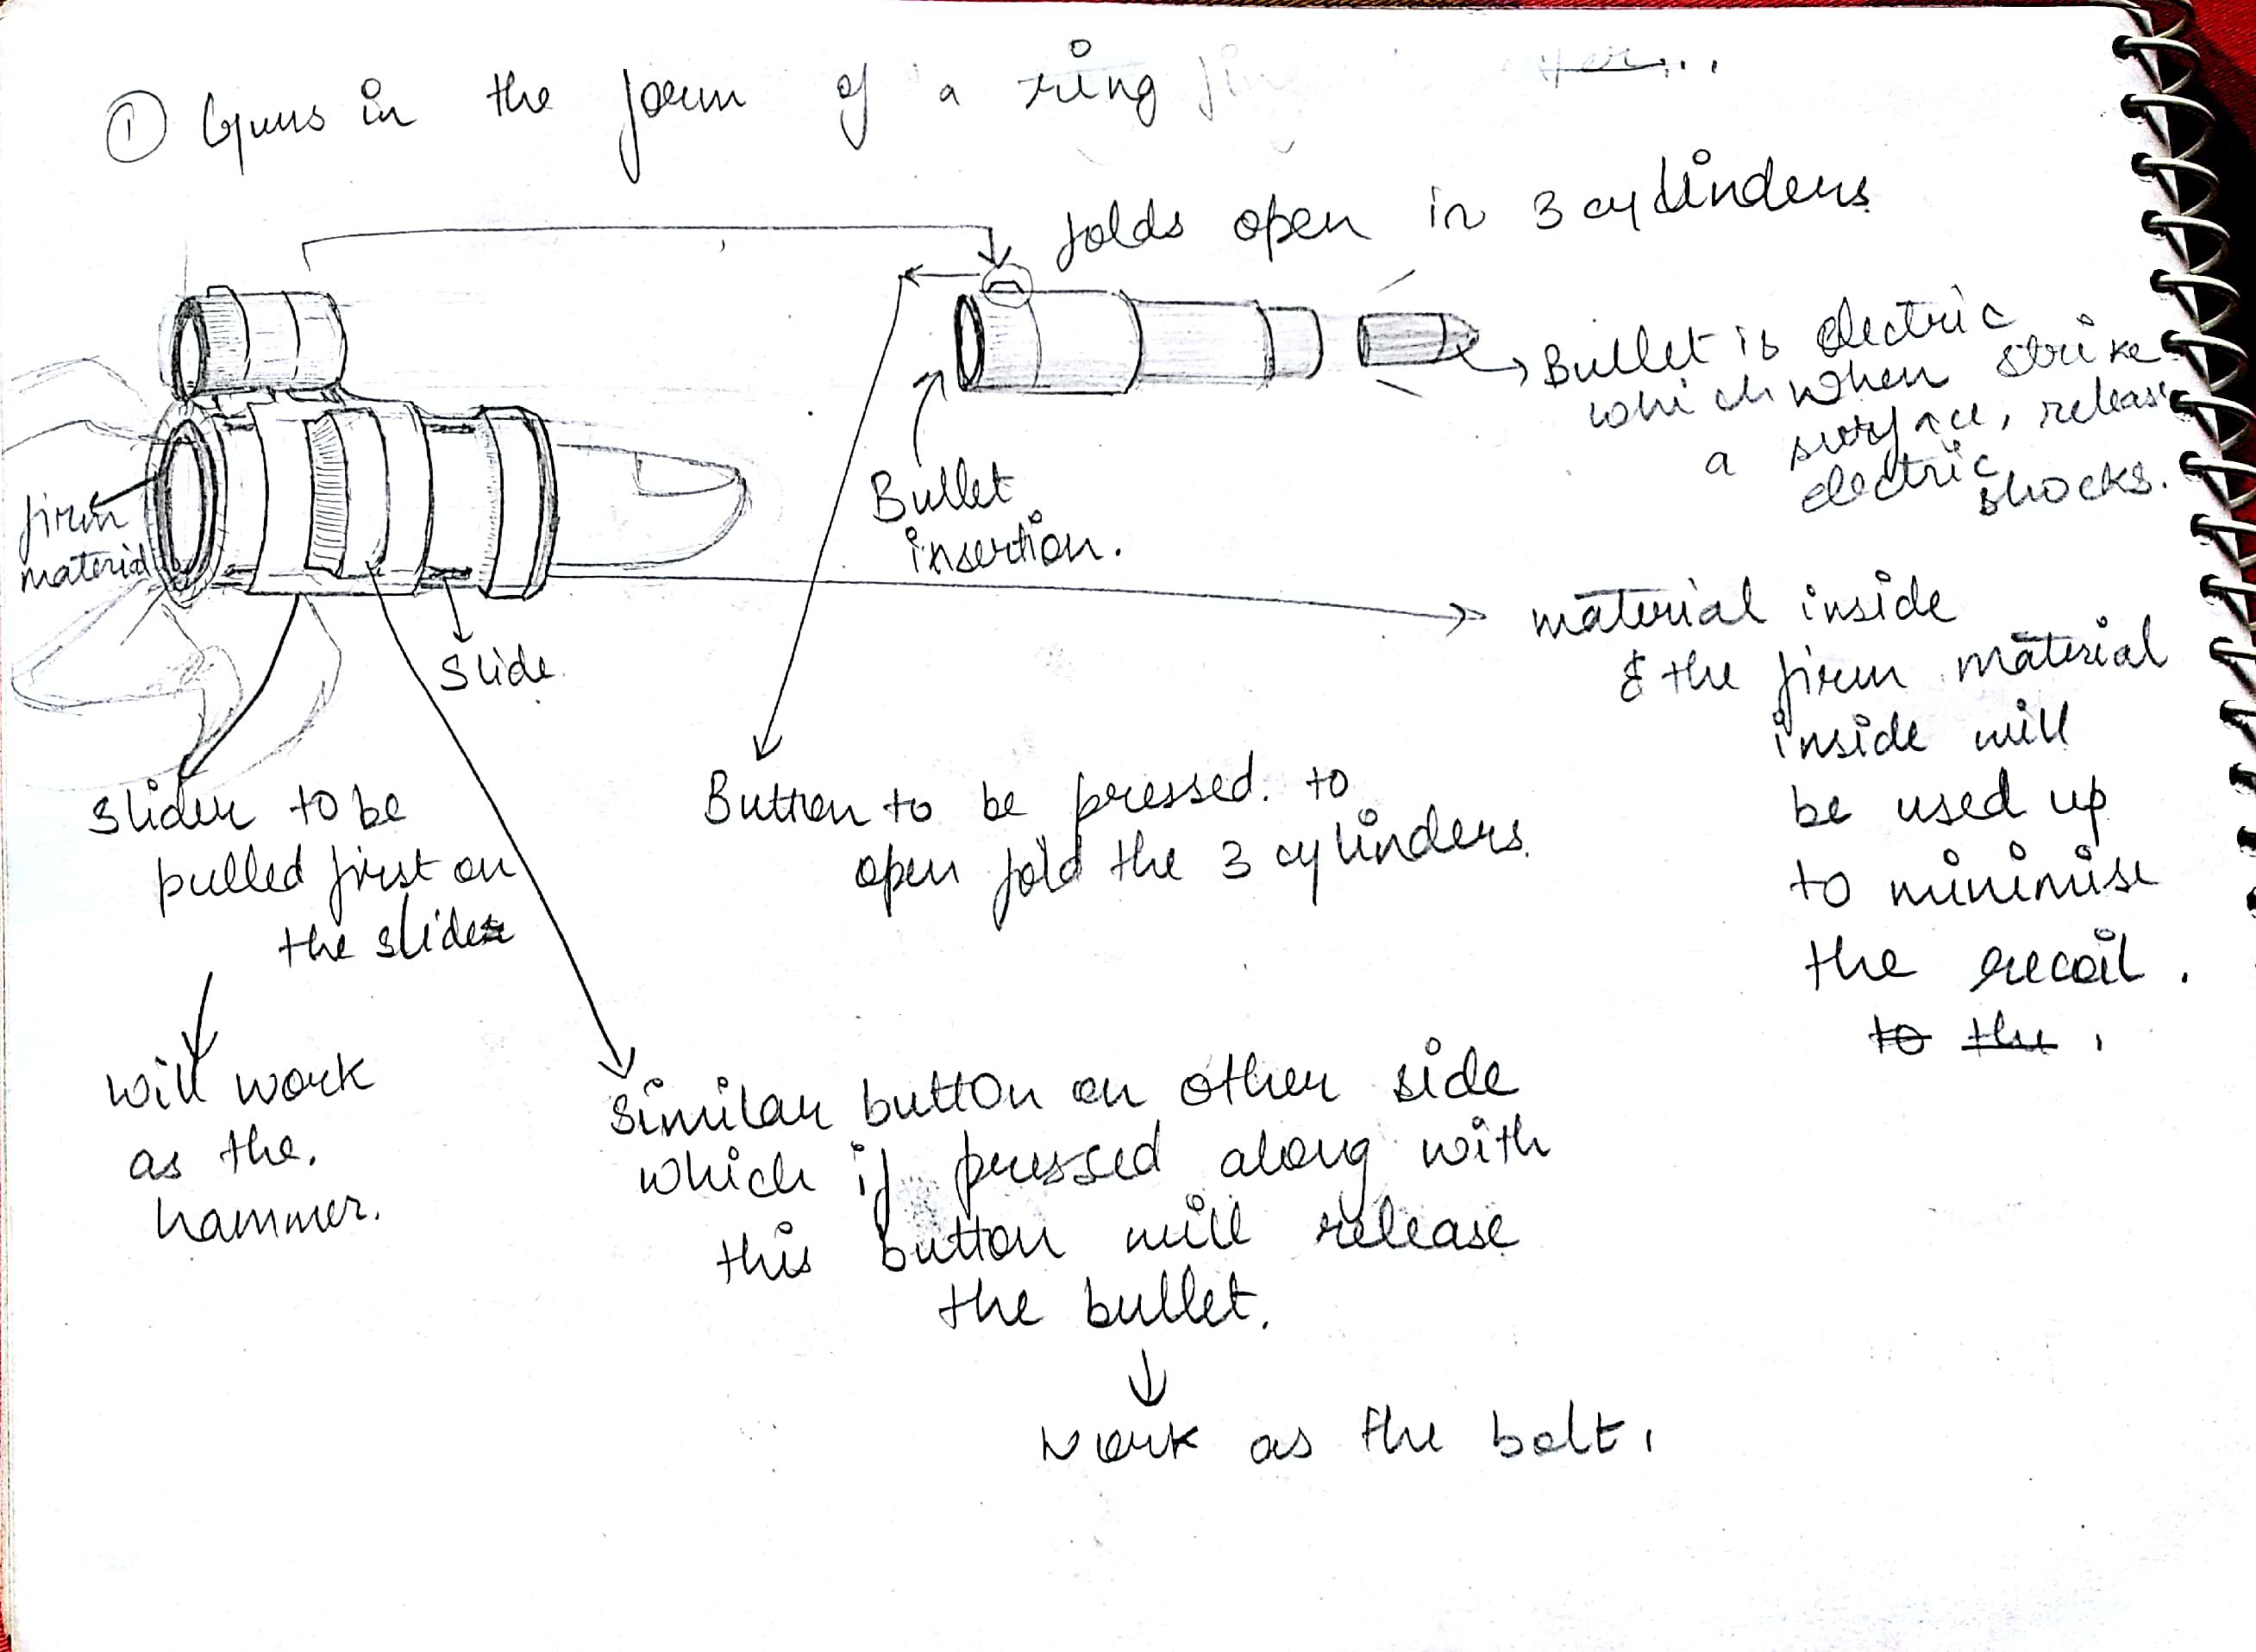 ① Guns in the form of a ring
folds open in 3 cylinders
Bullet is electric
which when strike
a surface, release
electric shocks.
firm
material
Bullet
insertion.
Slide
material inside
& the firm material
inside will
be used up
to minimise
the recoil.
to the.
Slider to be
pulled first on
the slide
Button to be pressed. to
open fold the 3 cylinders.
will work
as the.
hammer.
Similar button on other side
which if pressed along with
this button will release
the bullet.
work as the bolt.